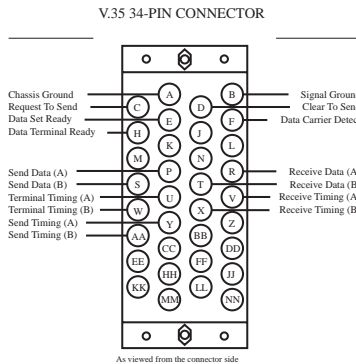 V.35 34-PIN CONNECTOR
Chassis Ground A B Signal Groun
Request To Send C D Clear To Sen
Data Set Ready E F Data Carrier Detec
Data Terminal Ready H J
K L
M N
Send Data (A) P R Receive Data (A
Send Data (B) S T Receive Data (B
Terminal Timing (A) U V Receive Timing (A
Terminal Timing (B) W X Receive Timing (B
Send Timing (A) Y Z
Send Timing (B) AA BB
CC DD
EE FF
HH JJ
KK LL
MM NN
As viewed from the connector side